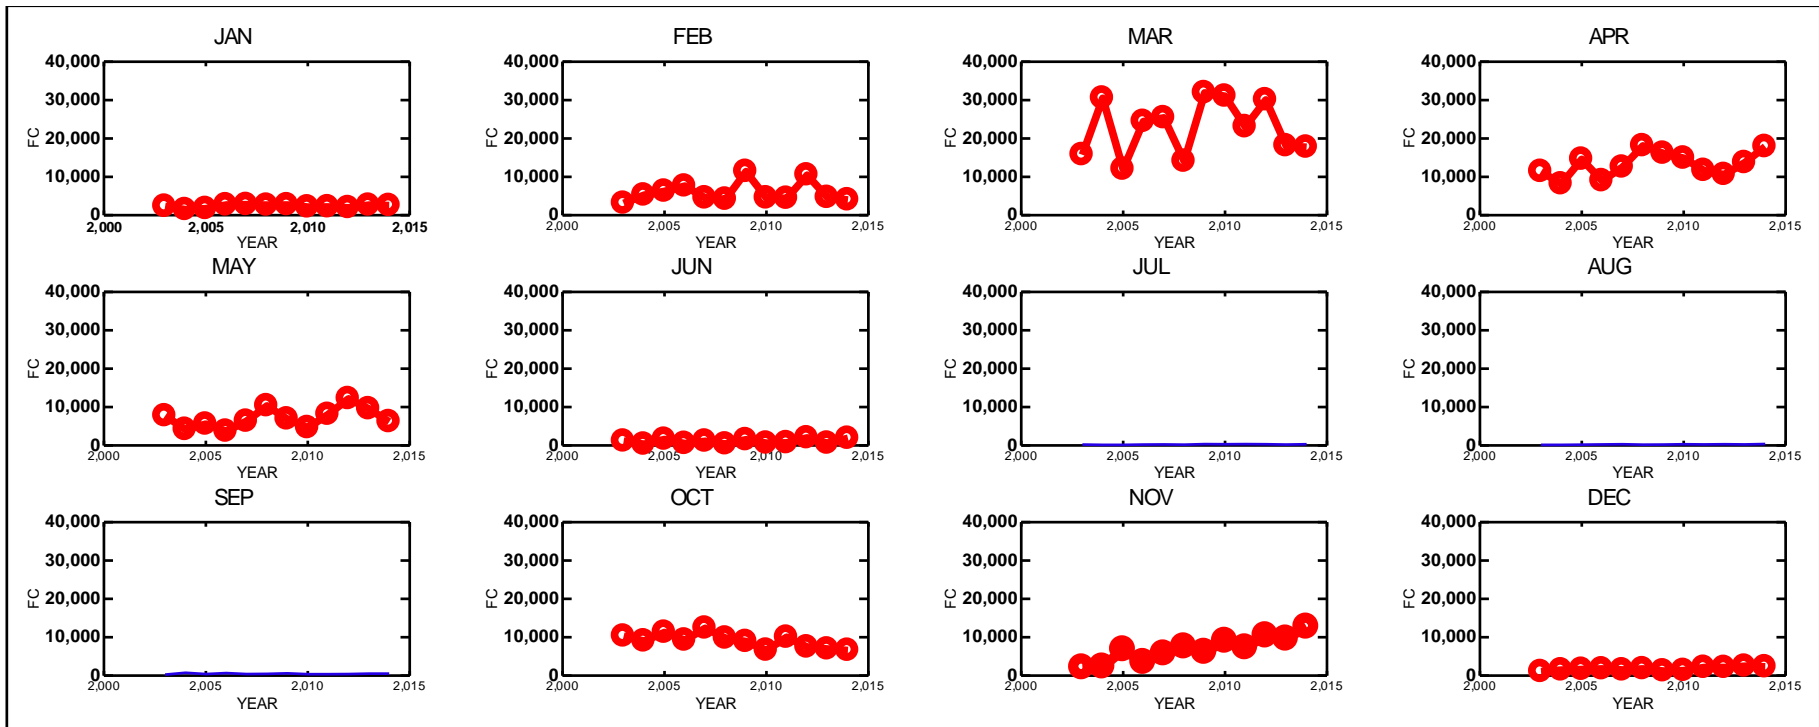 JAN FEB MAR APR
40,000 40,000 40,000 40,000
30,000 30,000 30,000 30,000
FC FC FC FC
20,000 20,000 20,000 20,000
10,000 10,000 10,000 10,000
0 0 0 0
2,000 2,005 2,010 2,015 2,000 2,005 2,010 2,015 2,000 2,005 2,010 2,015 2,000 2,005 2,010 2,015
YEAR YEAR YEAR YEAR
MAY JUN JUL AUG
40,000 40,000 40,000 40,000
30,000 30,000 30,000 30,000
FC FC FC FC
20,000 20,000 20,000 20,000
10,000 10,000 10,000 10,000
0 0 0 0
2,000 2,005 2,010 2,015 2,000 2,005 2,010 2,015 2,000 2,005 2,010 2,015 2,000 2,005 2,010 2,015
YEAR YEAR YEAR YEAR
SEP OCT NOV DEC
40,000 40,000 40,000 40,000
30,000 30,000 30,000 30,000
FC FC FC FC
20,000 20,000 20,000 20,000
10,000 10,000 10,000 10,000
0 0 0 0
2,000 2,005 2,010 2,015 2,000 2,005 2,010 2,015 2,000 2,005 2,010 2,015 2,000 2,005 2,010 2,015
YEAR YEAR YEAR YEAR